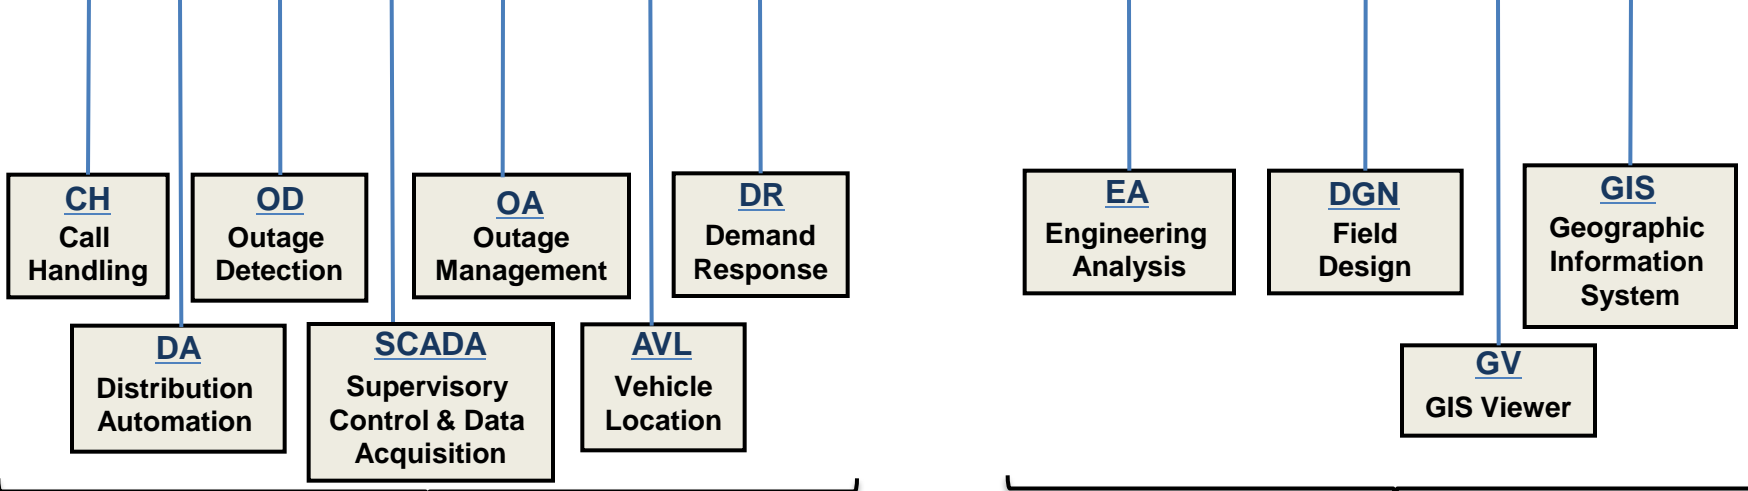 CH
Call
Handling
OD
Outage
Detection
OA
Outage
Management
DR
Demand
Response
DA
Distribution
Automation
SCADA
Supervisory
Control & Data
Acquisition
AVL
Vehicle
Location
EA
Engineering
Analysis
DGN
Field
Design
GIS
Geographic
Information
System
GV
GIS Viewer